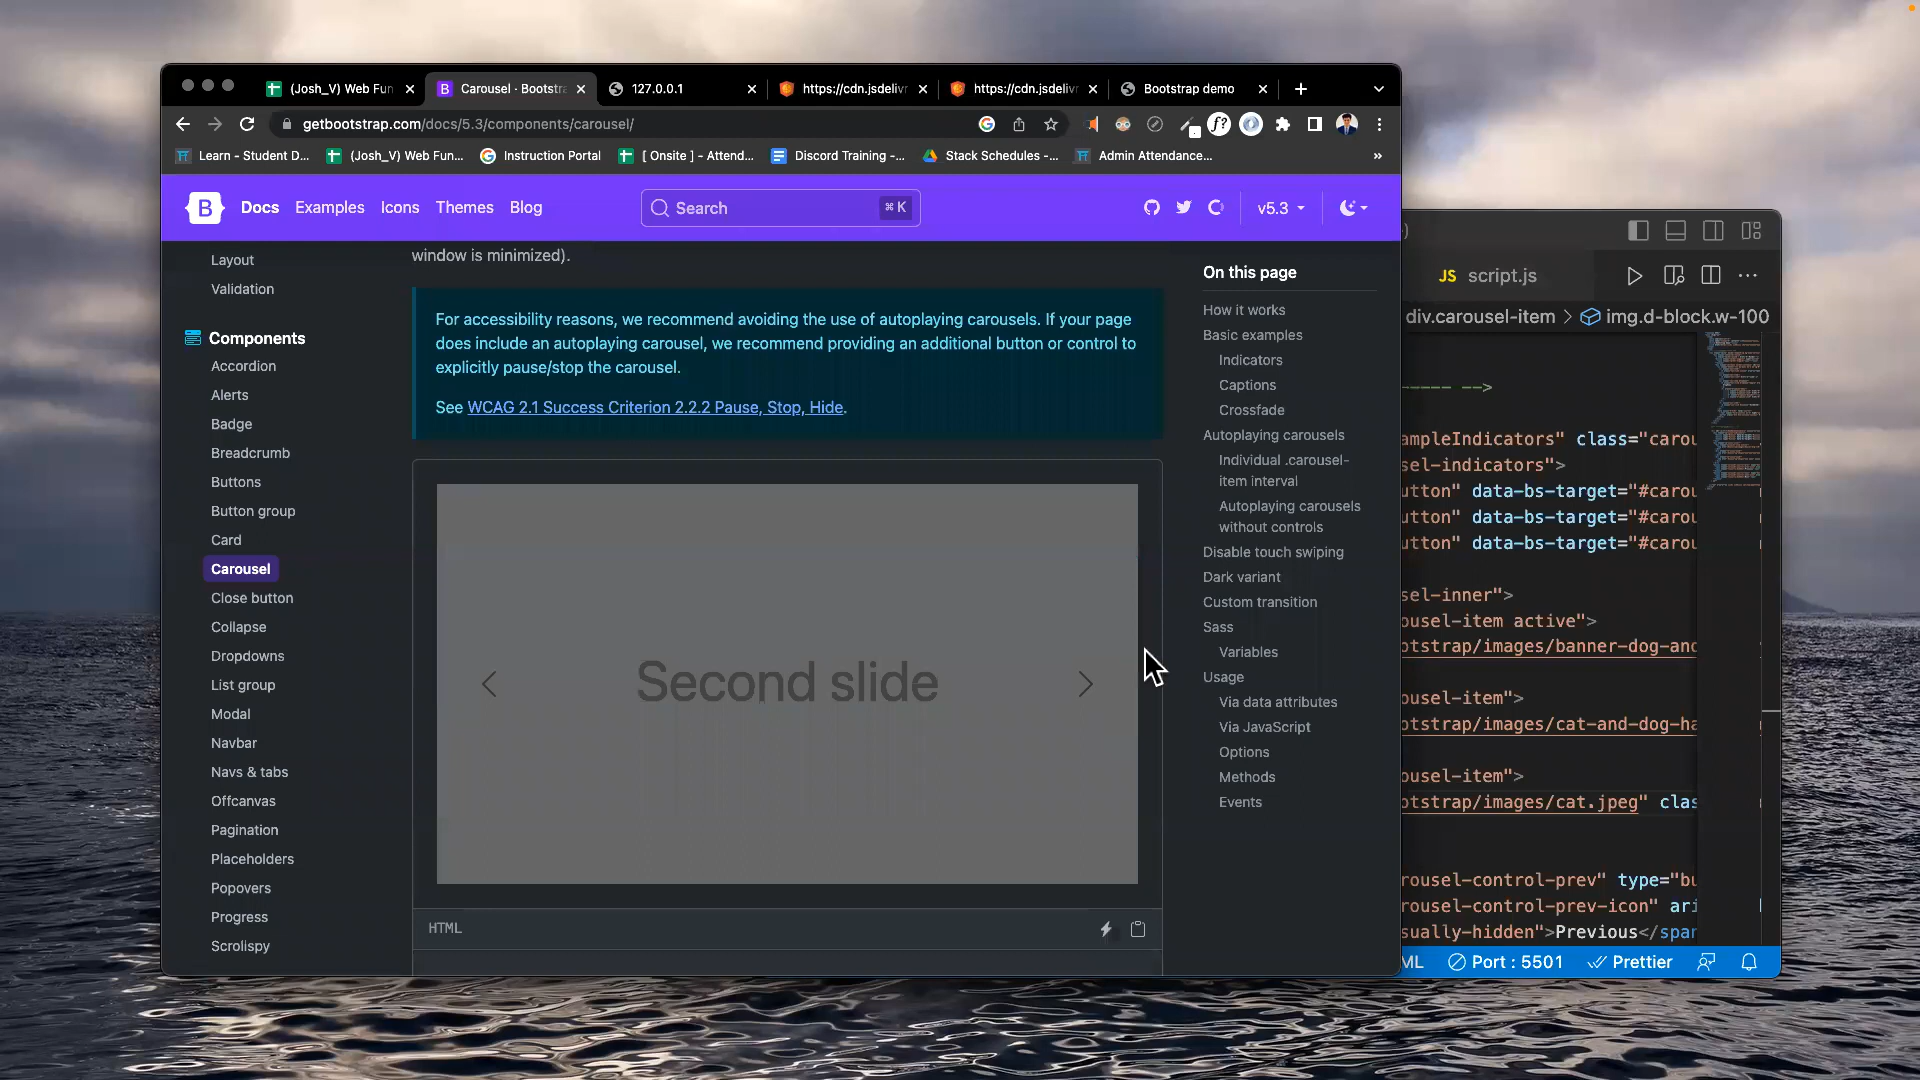 (Josh_V) Web Fun
Carousel · Bootstra
127.0.0.1
https://cdn.jsdelivr
https://cdn.jsdelivr
Bootstrap demo
getbootstrap.com/docs/5.3/components/carousel/
Learn - Student D...
(Josh_V) Web Fun...
Instruction Portal
[ Onsite ] - Attend...
Discord Training -...
Stack Schedules -...
Admin Attendance...
»
B
Docs
Examples
Icons
Themes
Blog
Search
⌘ K
v5.3
Layout
Validation
Components
Accordion
Alerts
Badge
Breadcrumb
Buttons
Button group
Card
Carousel
Close button
Collapse
Dropdowns
List group
Modal
Navbar
Navs & tabs
Offcanvas
Pagination
Placeholders
Popovers
Progress
Scrollspy
window is minimized).
For accessibility reasons, we recommend avoiding the use of autoplaying carousels. If your page
does include an autoplaying carousel, we recommend providing an additional button or control to
explicitly pause/stop the carousel.
See WCAG 2.1 Success Criterion 2.2.2 Pause, Stop, Hide.
Second slide
HTML
On this page
How it works
Basic examples
Indicators
Captions
Crossfade
Autoplaying carousels
Individual .carousel-
item interval
Autoplaying carousels
without controls
Disable touch swiping
Dark variant
Custom transition
Sass
Variables
Usage
Via data attributes
Via JavaScript
Options
Methods
Events
JS script.js
div.carousel-item > img.d-block.w-100
----- -->
ampleIndicators" class="carou
sel-indicators">
utton" data-bs-target="#carou
utton" data-bs-target="#carou
utton" data-bs-target="#carou
sel-inner">
ousel-item active">
otstrap/images/banner-dog-and
ousel-item">
otstrap/images/cat-and-dog-ha
ousel-item">
otstrap/images/cat.jpeg" clas
rousel-control-prev" type="bu
rousel-control-prev-icon" ari
sually-hidden">Previous</span
ML
Port : 5501
Prettier